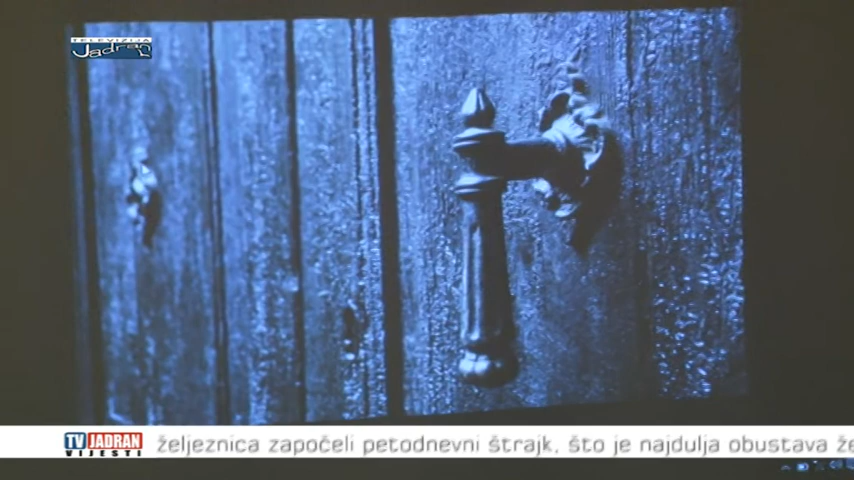 TELEVIZIJA
Jadran
TV JADRAN
VIJESTI
željeznica započeli petodnevni štrajk, što je najdulja obustava že